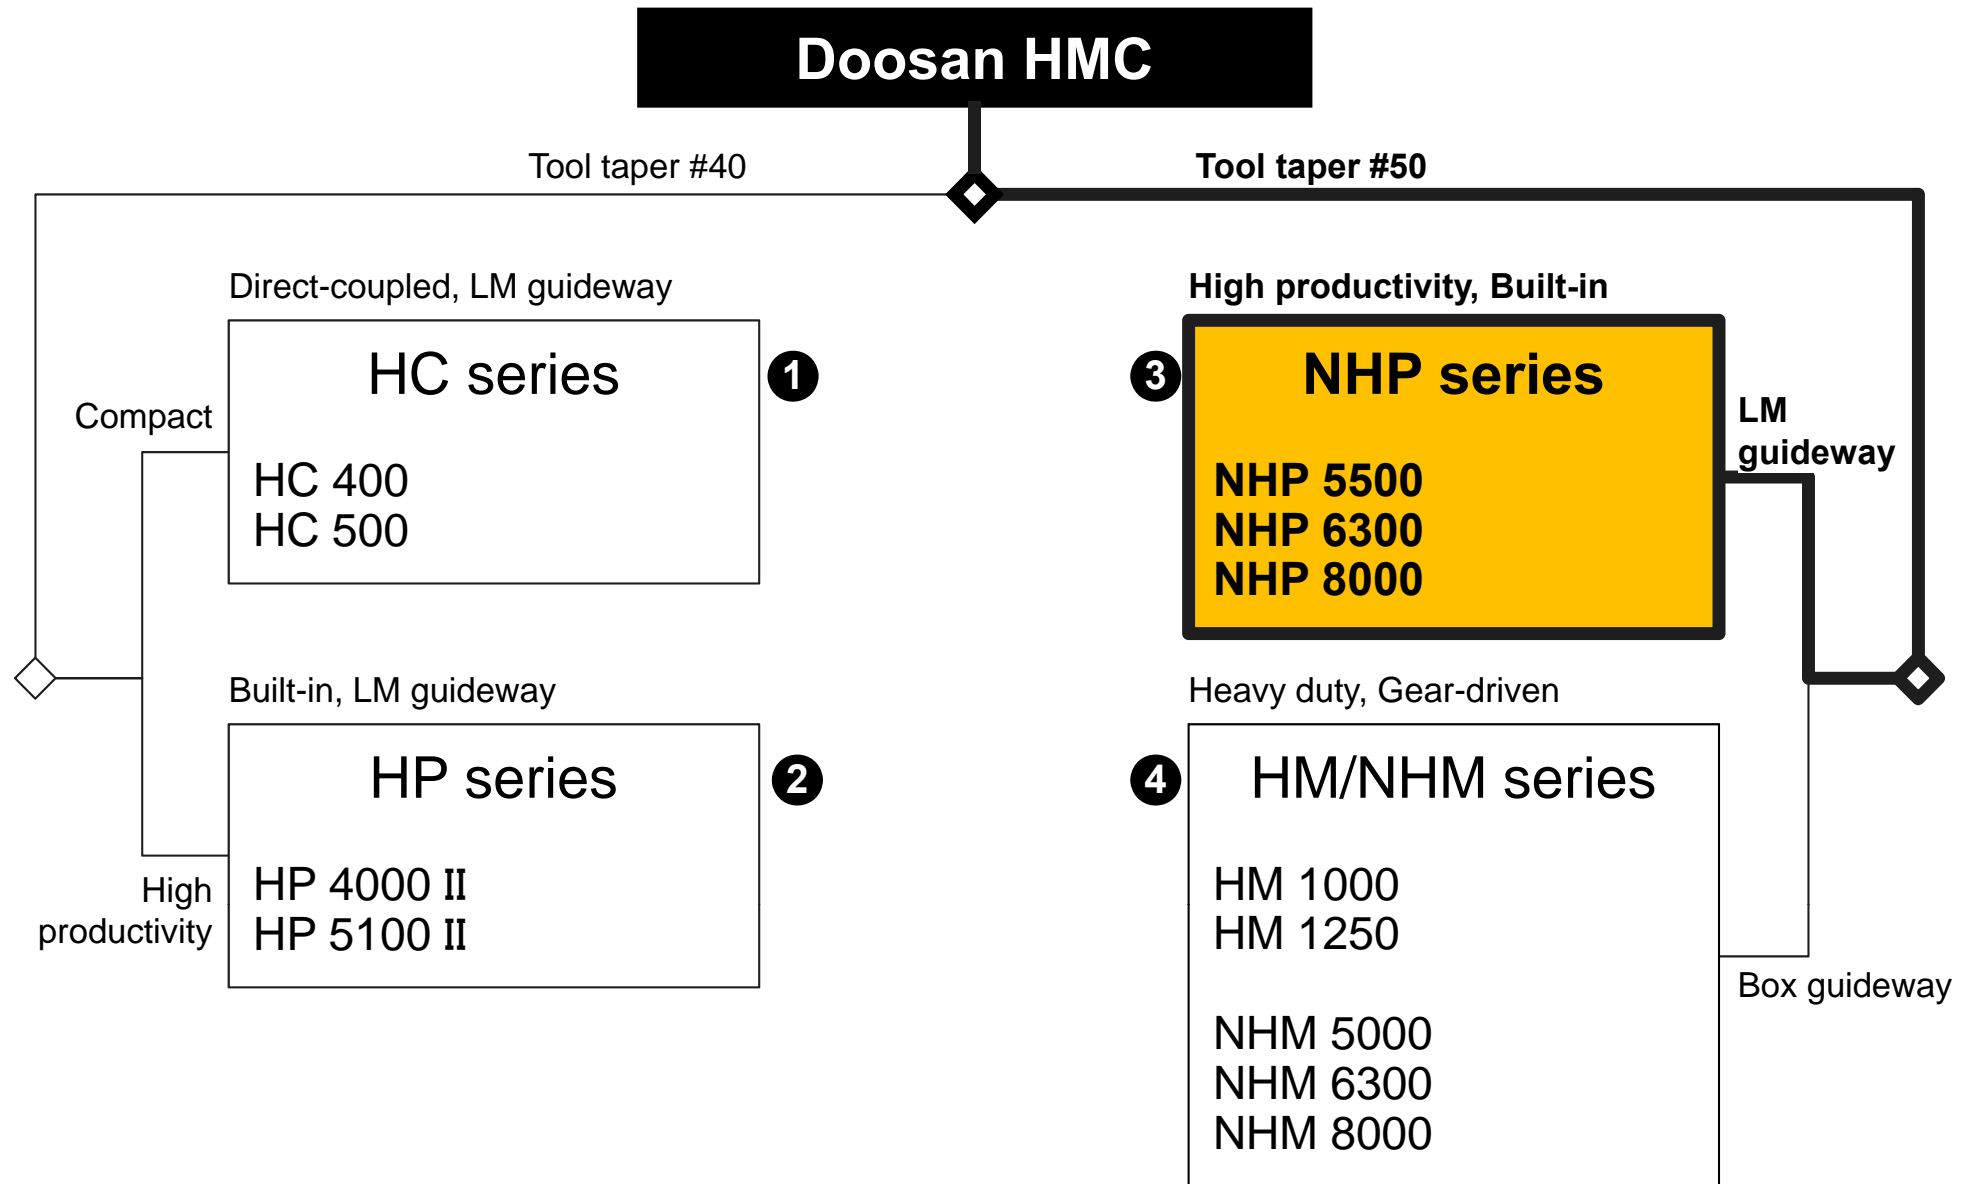 Doosan HMC
Tool taper #40
Tool taper #50
Direct-coupled, LM guideway
HC series
1
Compact
HC 400
HC 500
Built-in, LM guideway
HP series
2
High
productivity
HP 4000 II
HP 5100 II
High productivity, Built-in
3
NHP series
LM
guideway
NHP 5500
NHP 6300
NHP 8000
Heavy duty, Gear-driven
4
HM/NHM series
HM 1000
HM 1250
Box guideway
NHM 5000
NHM 6300
NHM 8000